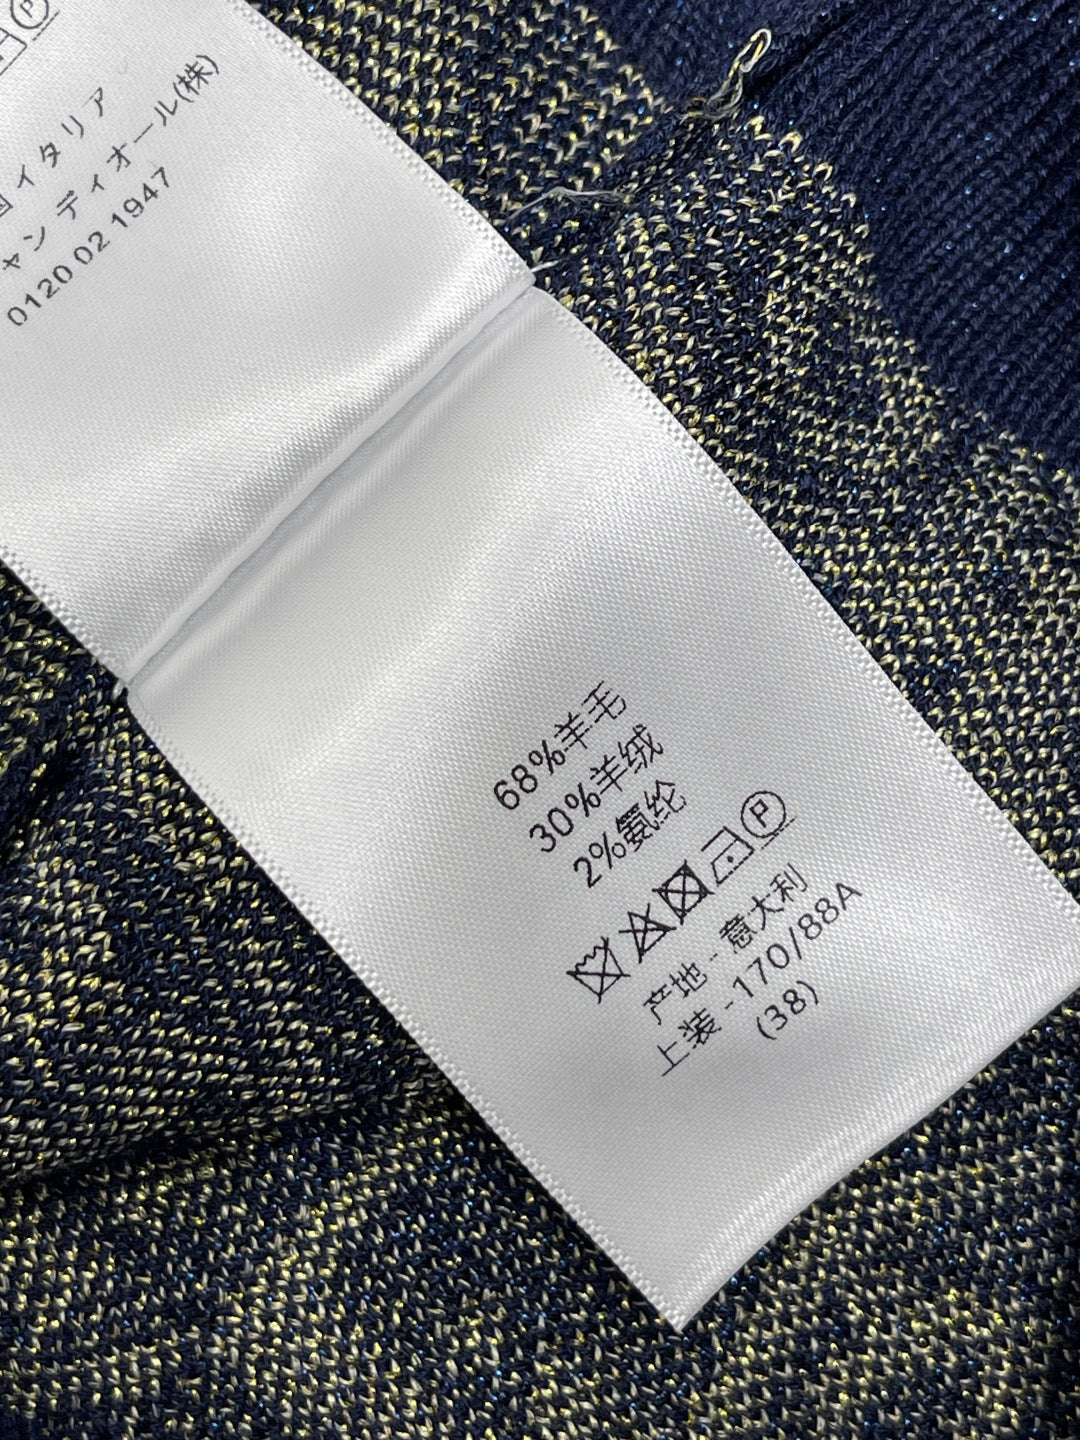 P
国イタリア
ャンディオール(株)
0120 02 1947
68%羊毛
30%羊绒
2%氨纶
P
产地 - 意大利
上装 -170/88A
(38)